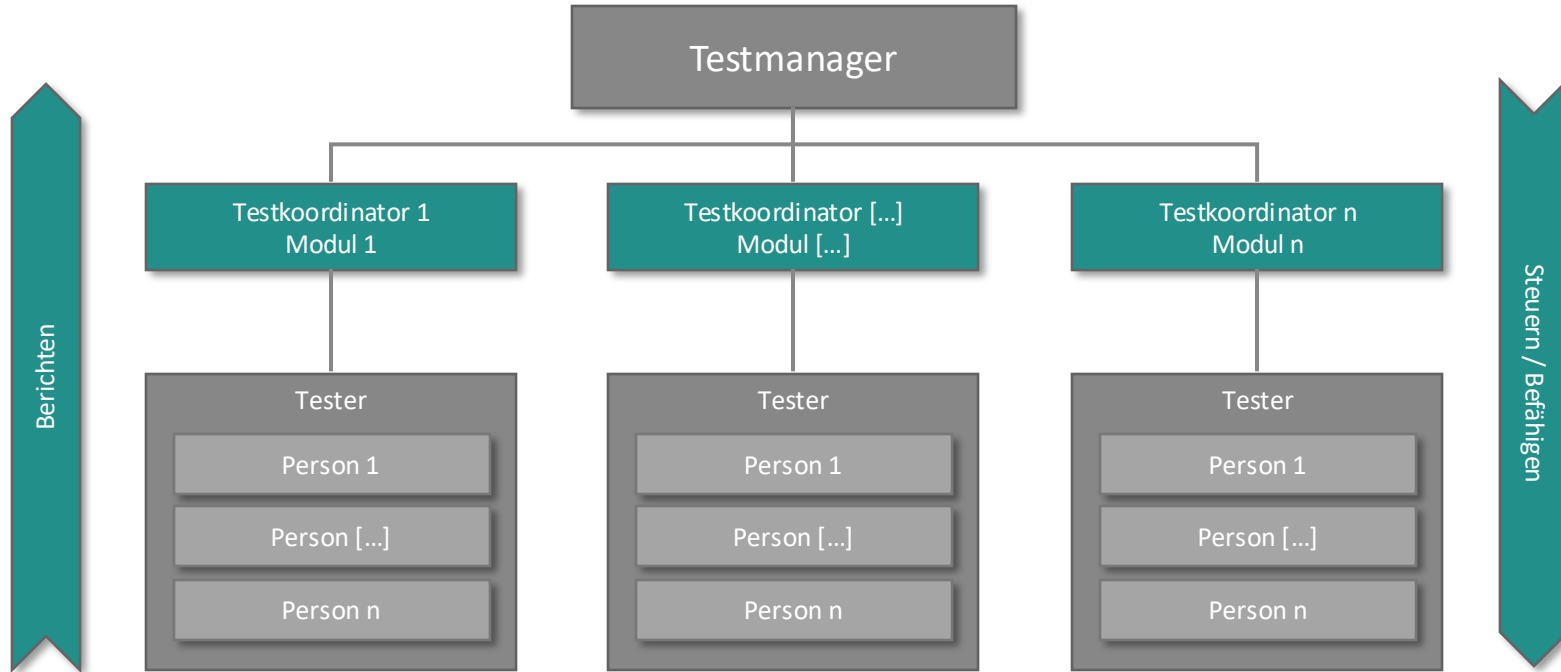 Testmanager
Berichten
Testkoordinator 1
Modul 1
Testkoordinator [...]
Modul [...]
Testkoordinator n
Modul n
Steuern / Befähigen
Tester
Person 1
Person [...]
Person n
Tester
Person 1
Person [...]
Person n
Tester
Person 1
Person [...]
Person n